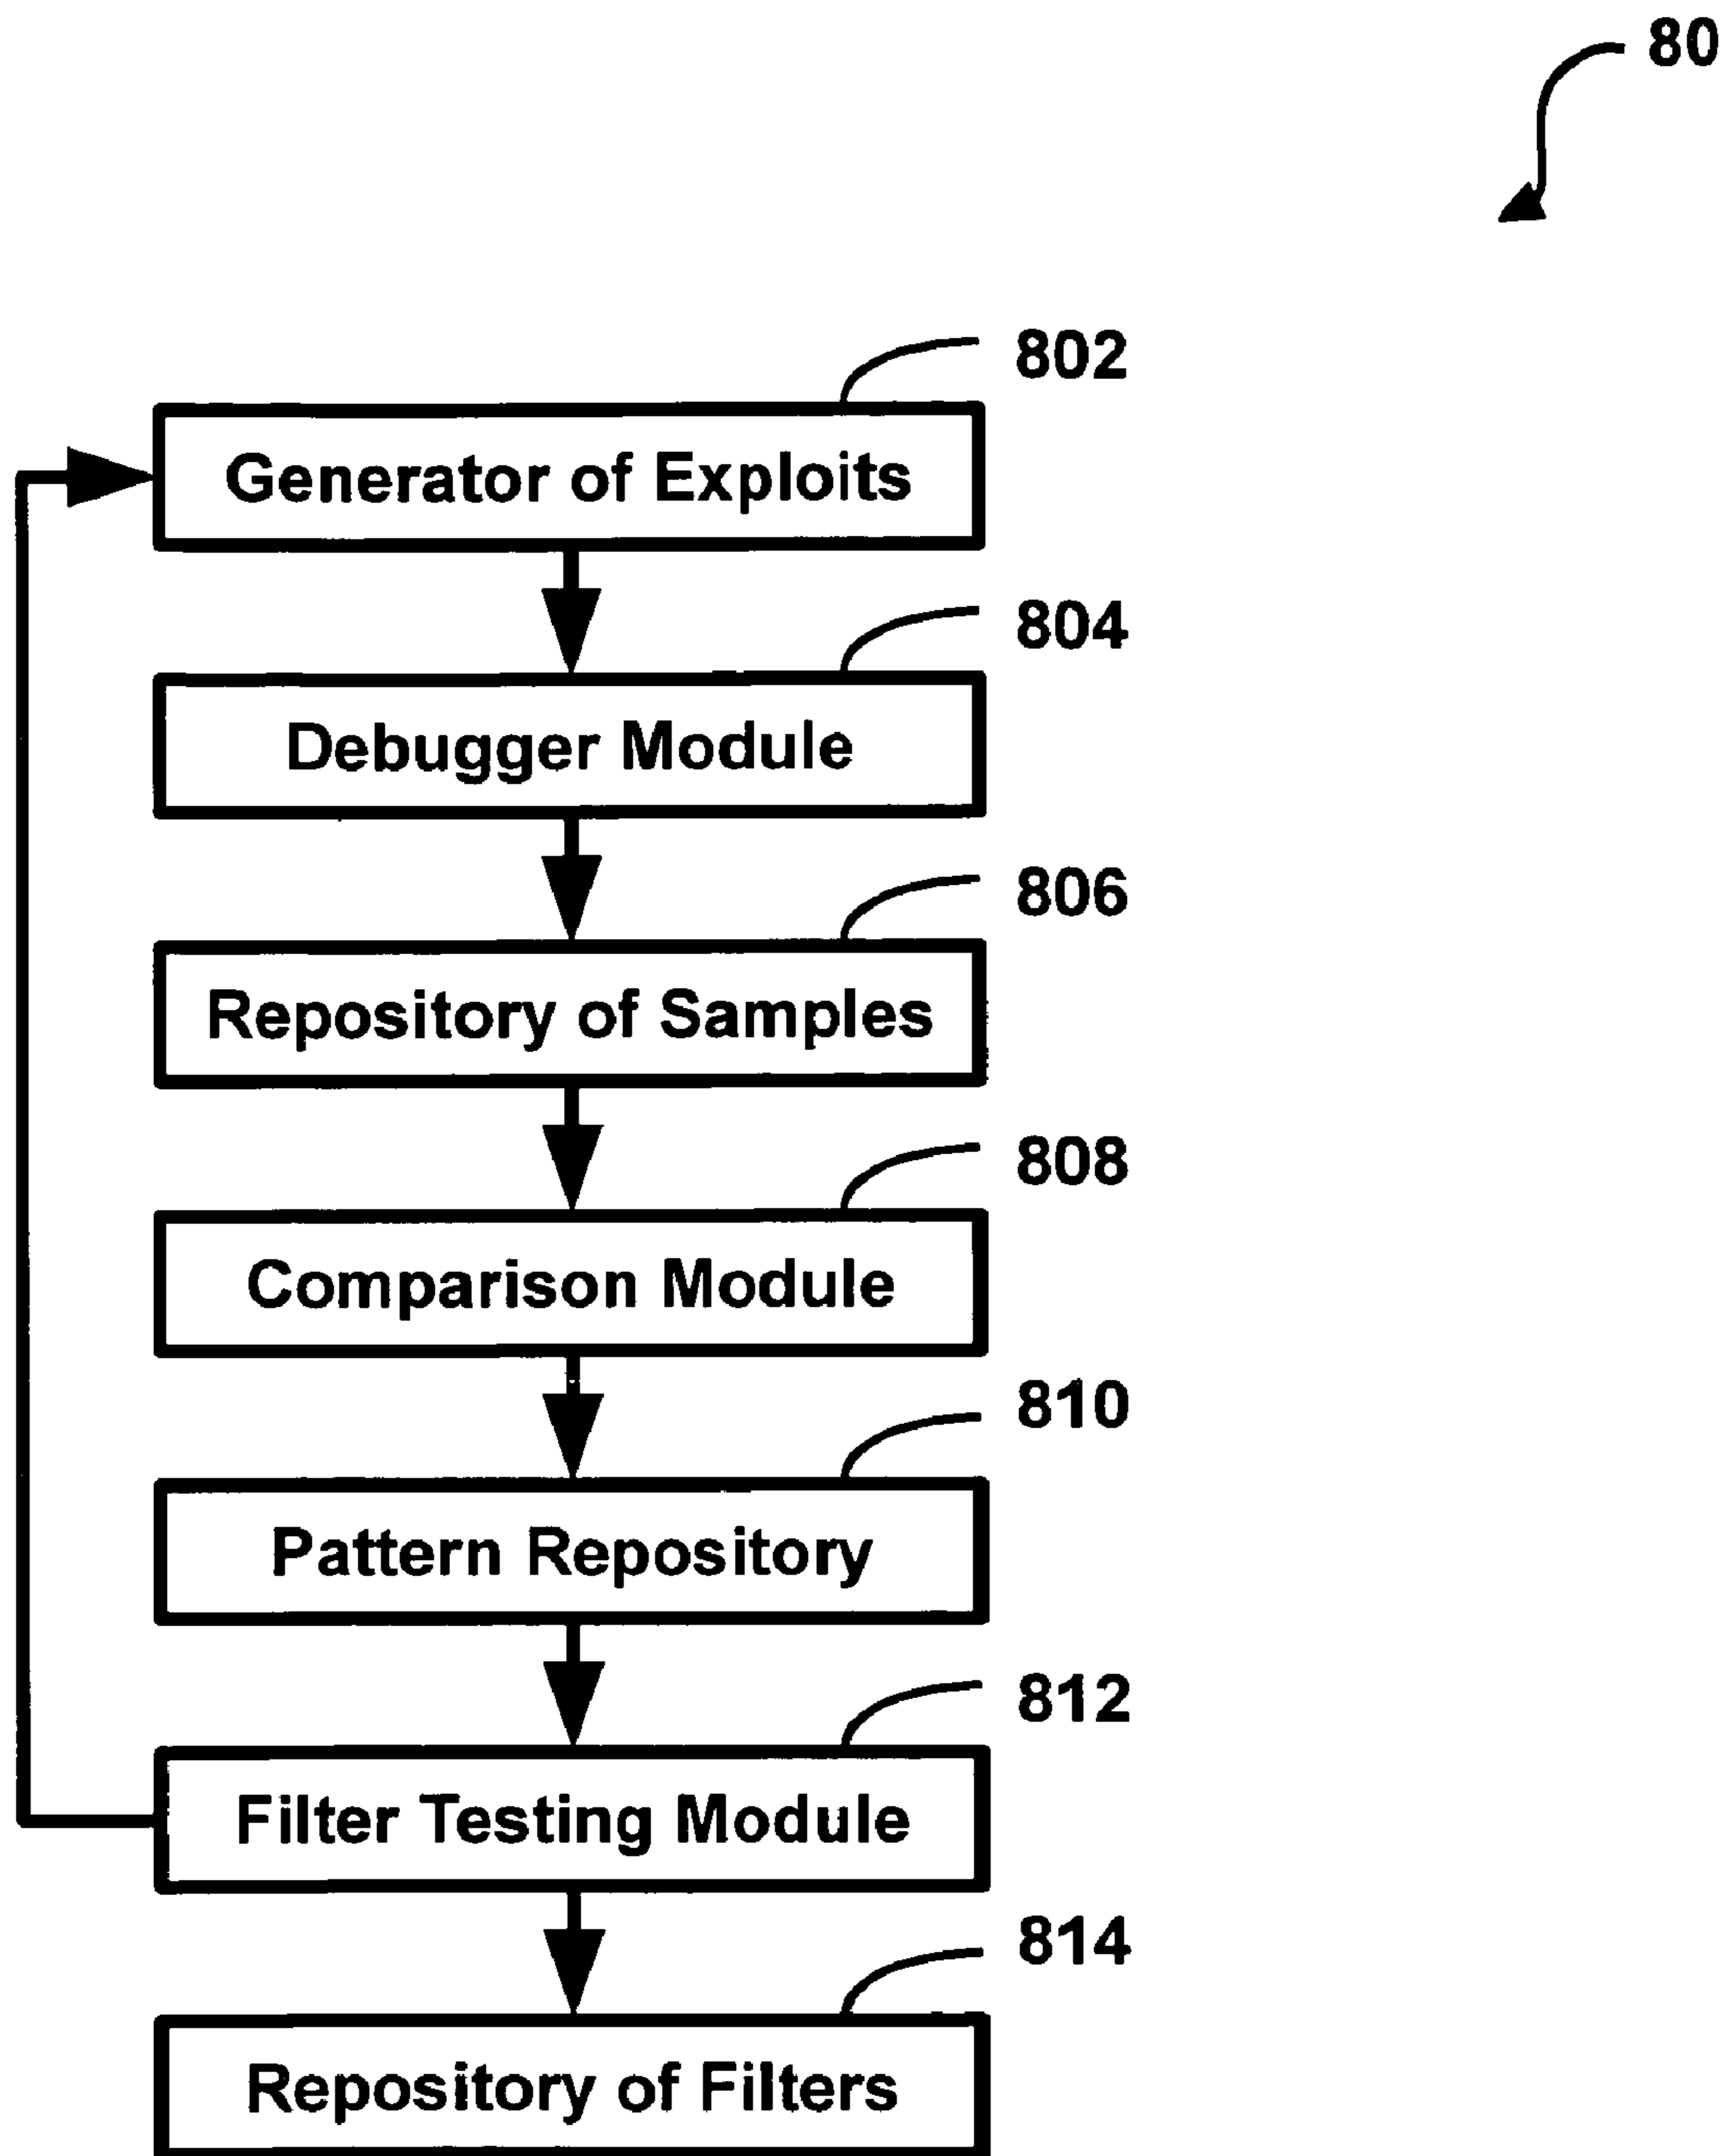 80
802
Generator of Exploits
804
Debugger Module
806
Repository of Samples
808
Comparison Module
810
Pattern Repository
812
Filter Testing Module
814
Repository of Filters